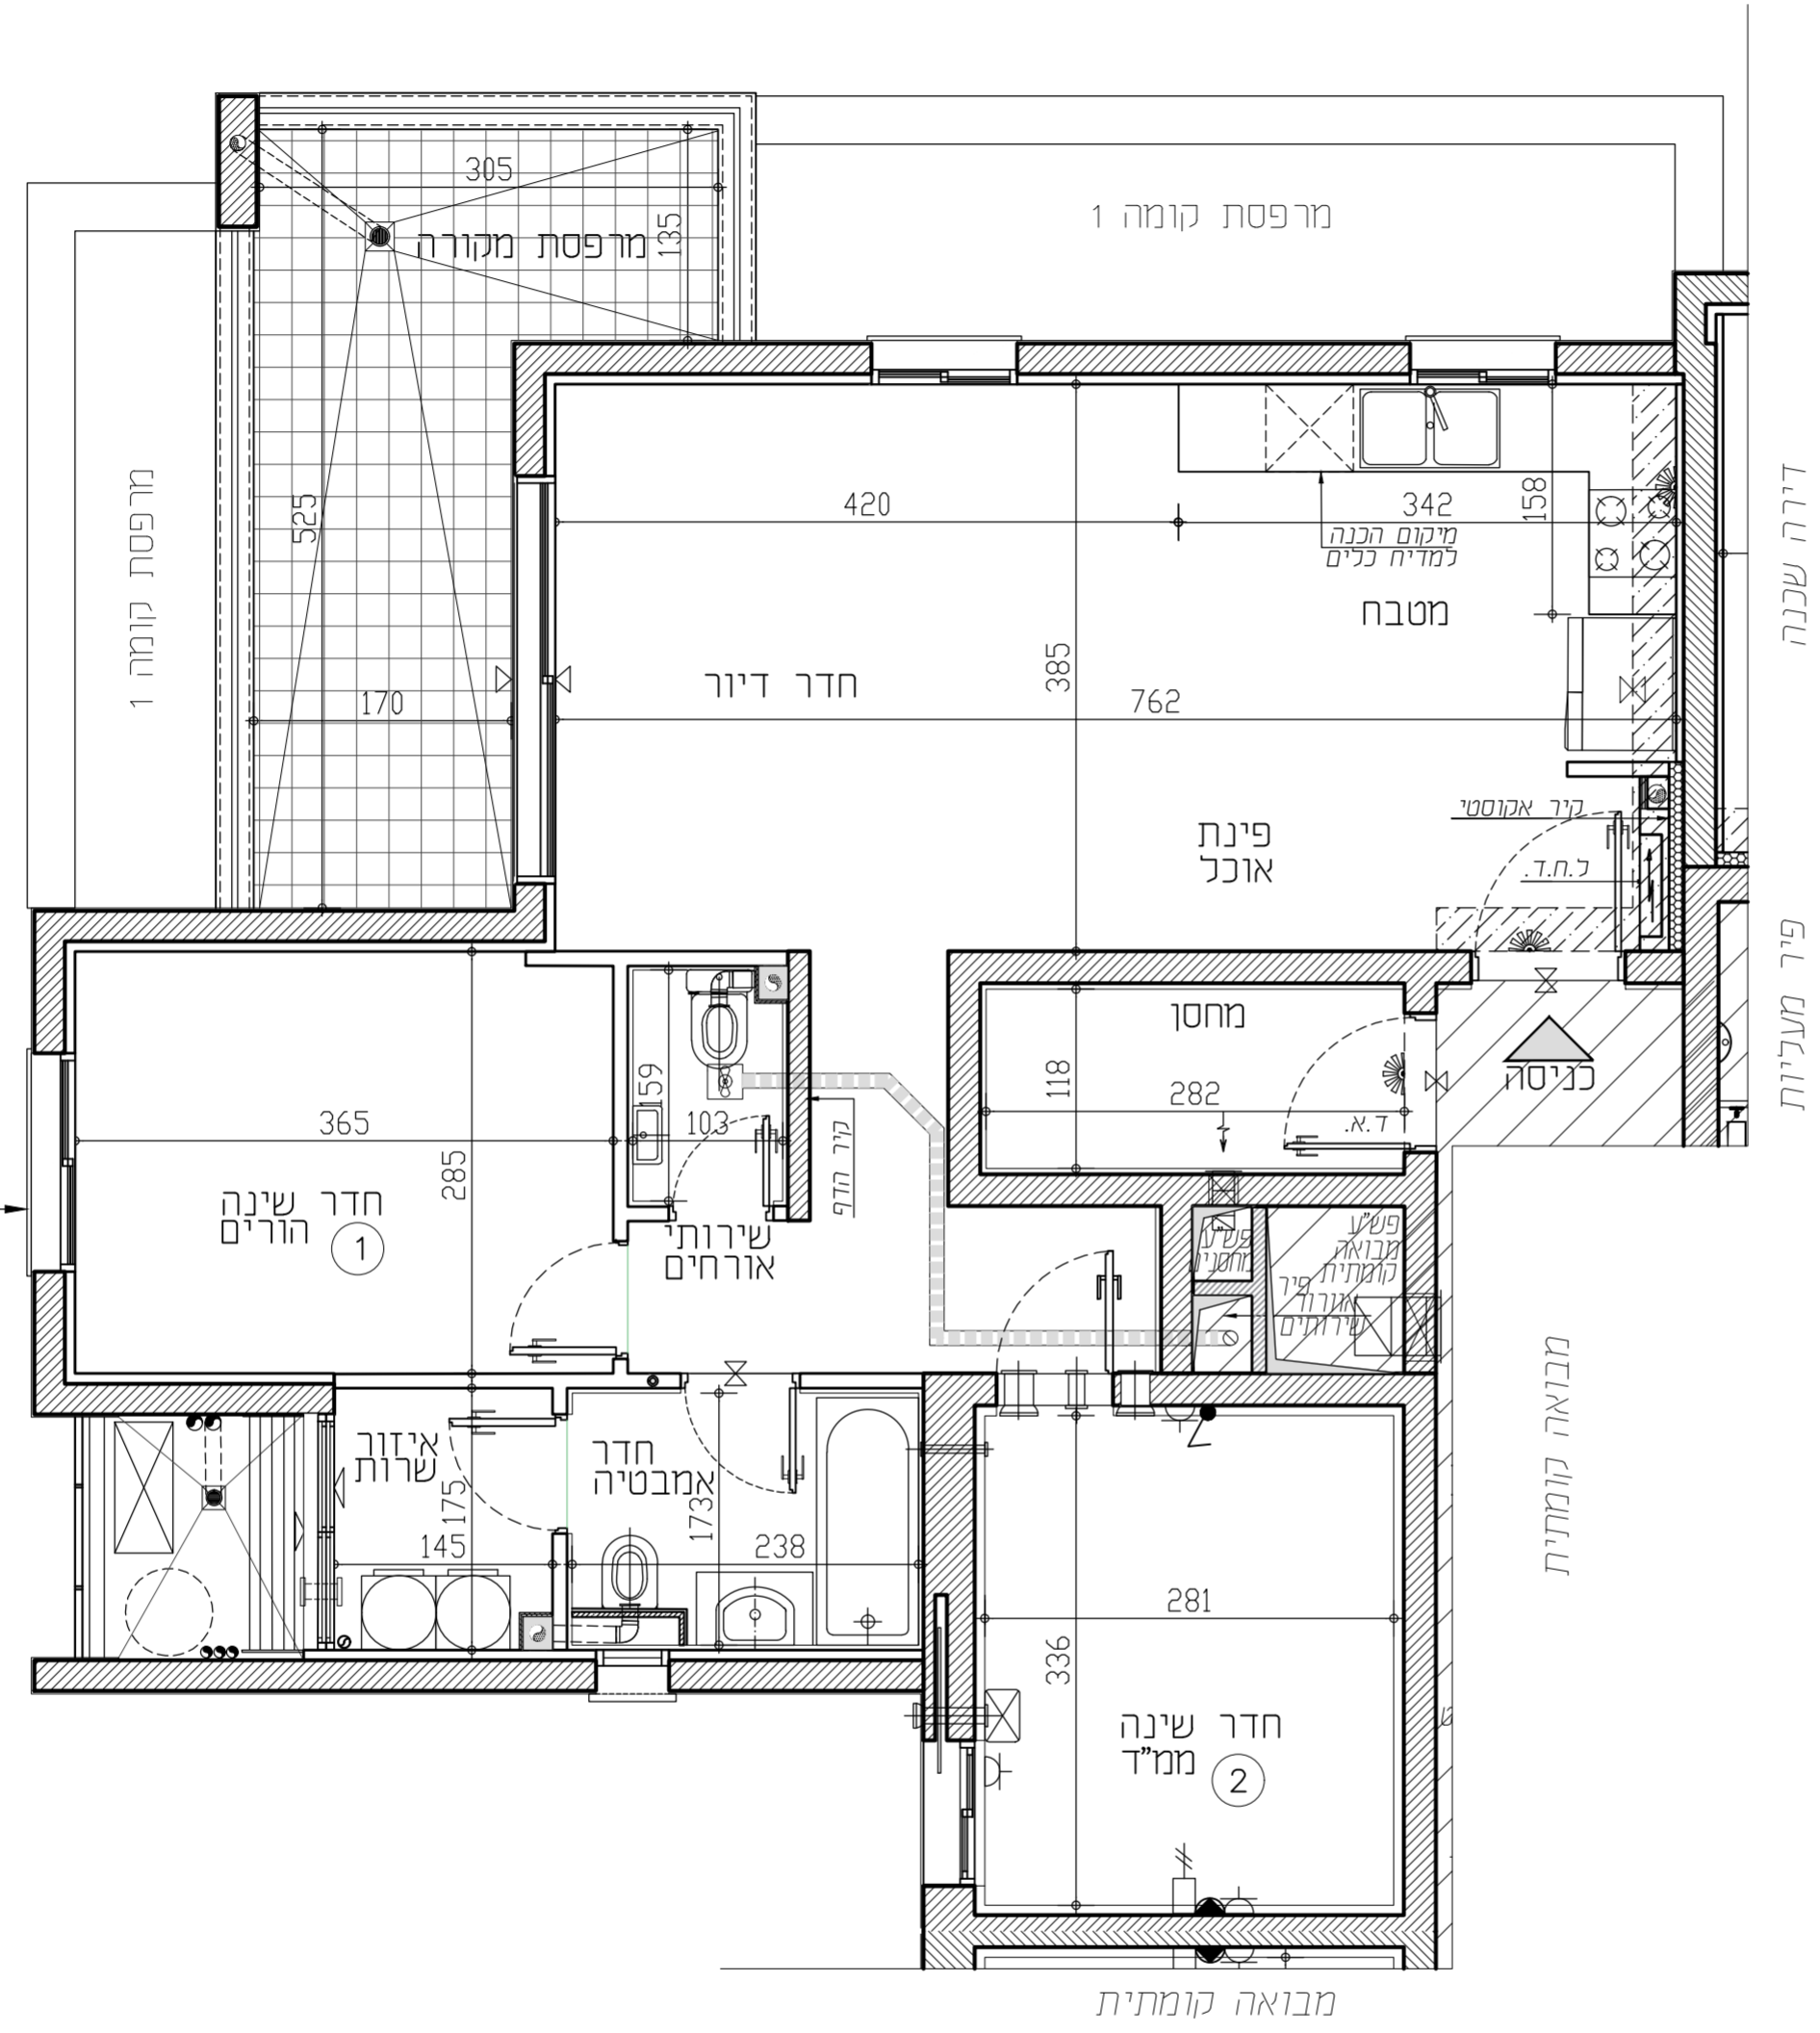 305
מרפסת מקורה
135
מרפסת קומה 1
מרפסת קומה 1
525
170
420
342
158
מיקום הכנה
למדיח כלים
מטבח
דירה שכנה
385
חדר דיור
762
קיר אקוסטי
פינת
אוכל
ל.ח.ד.
פיר מעליות
מחסן
118
282
ד.א.
כניסה
159
103
קיר הדף
365
285
חדר שינה
הורים
1
שירותי
אורחים
פש"ע
מחסנים
פש"ע
מבואה
קומתית
פיר
אוורור
שירותים
מבואה קומתית
איזור
שרות
175
145
חדר
אמבטיה
173
238
281
336
חדר שינה
ממ"ד
2
מבואה קומתית